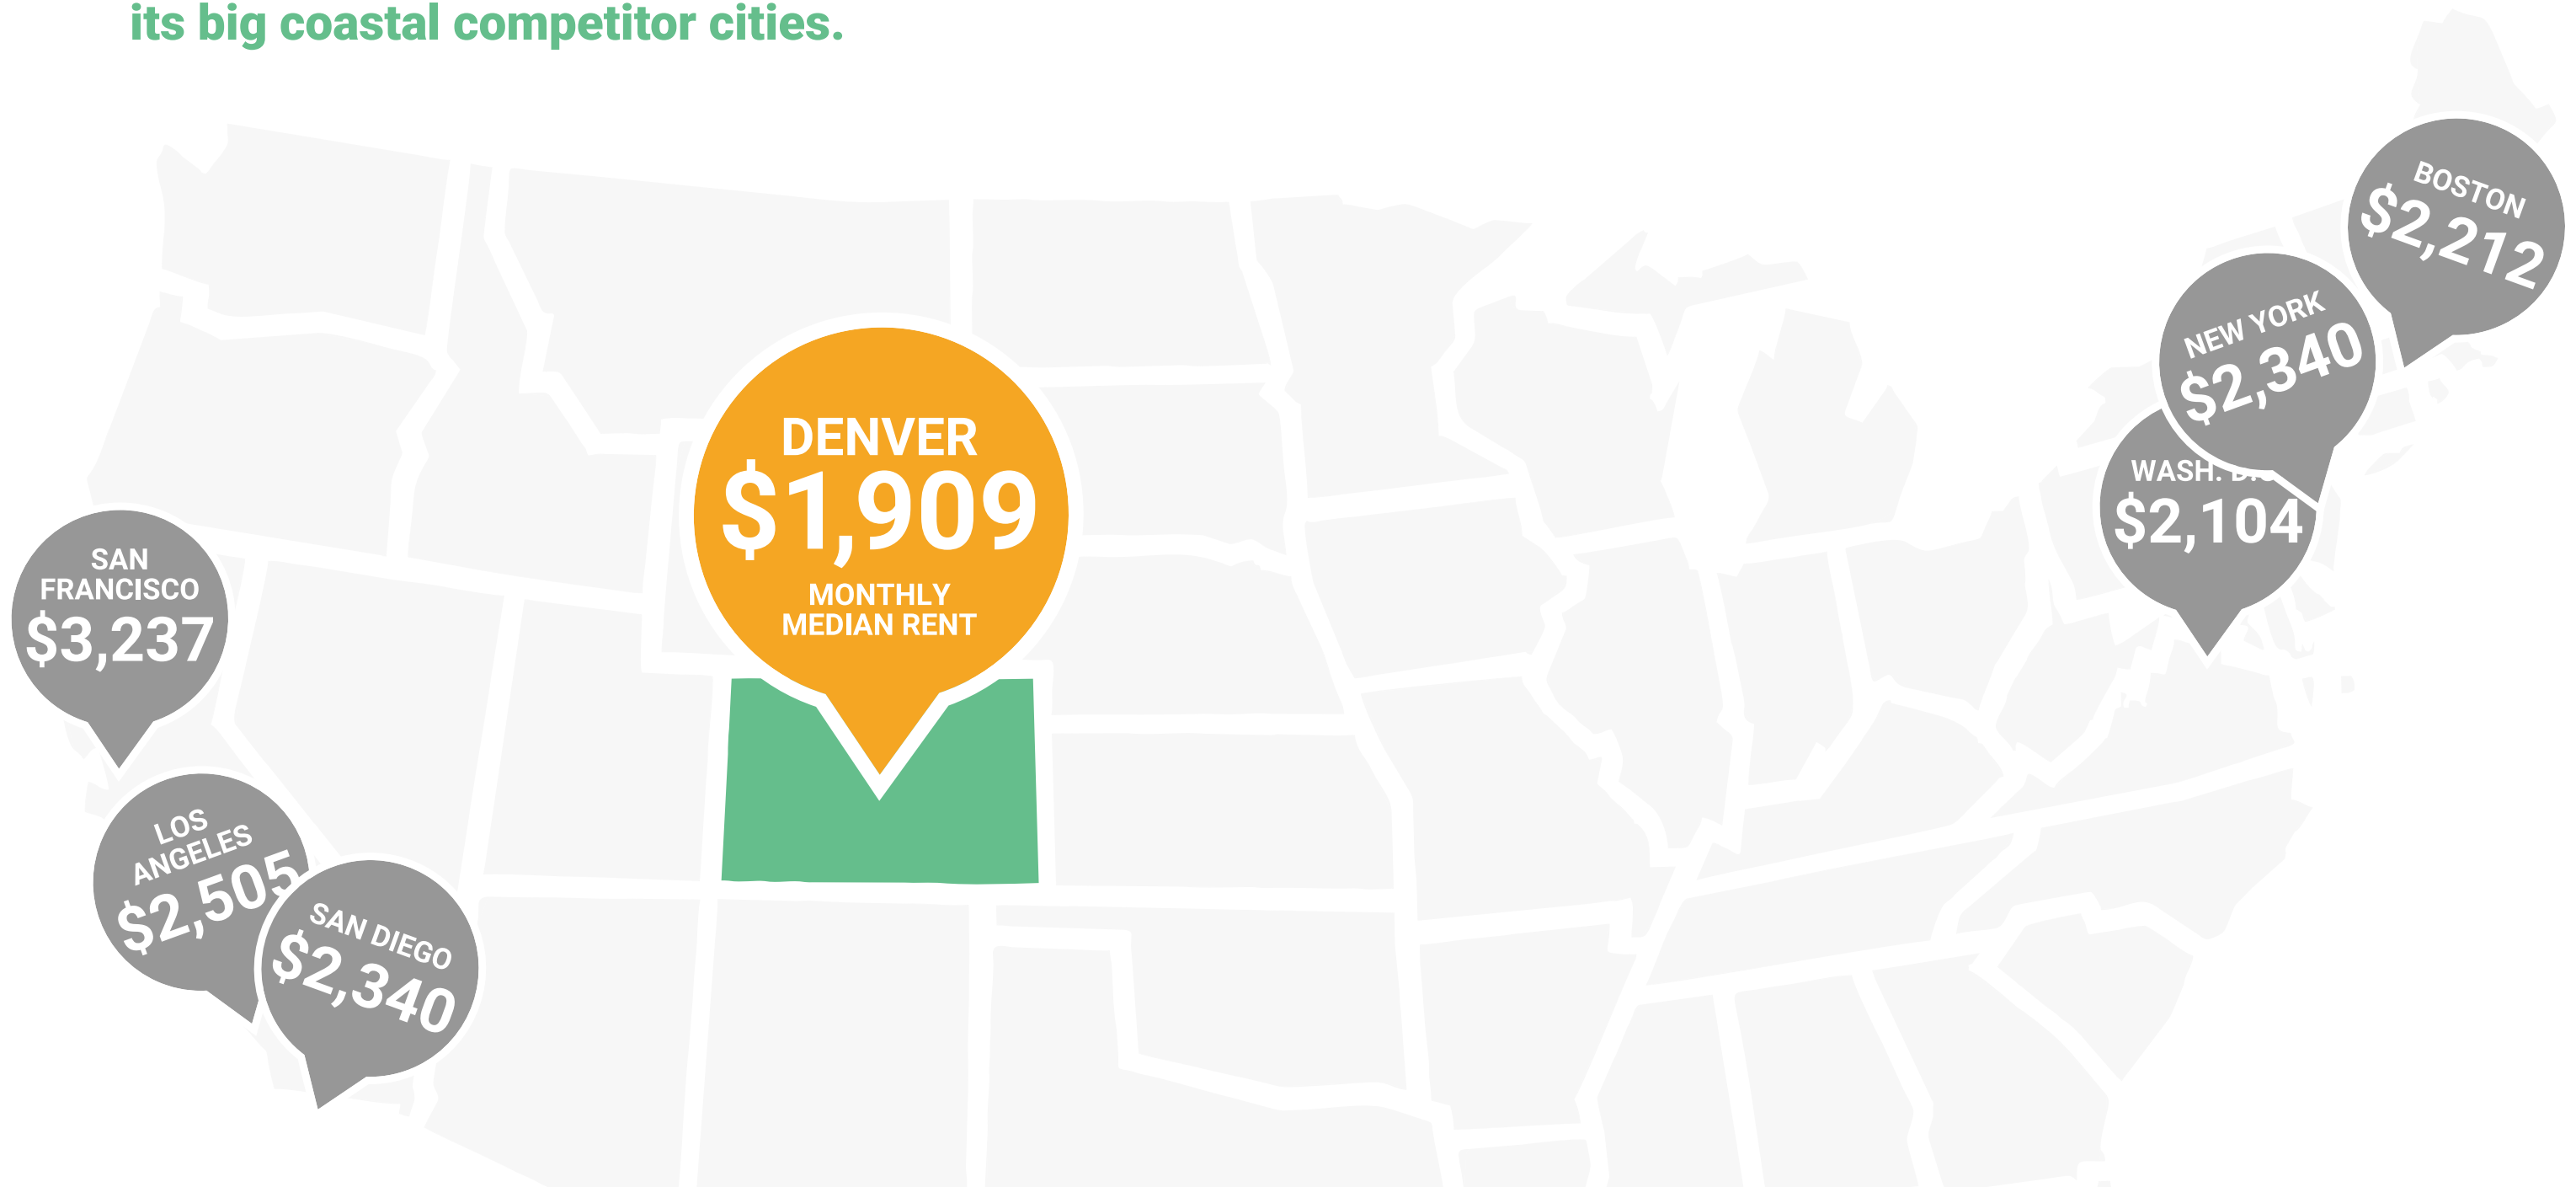 its big coastal competitor cities.
BOSTON
$2,212
NEW YORK
$2,340
WASH.
$2,104
DENVER
$1,909
MONTHLY
MEDIAN RENT
SAN
FRANCISCO
$3,237
LOS
ANGELES
$2,505
SAN DIEGO
$2,340